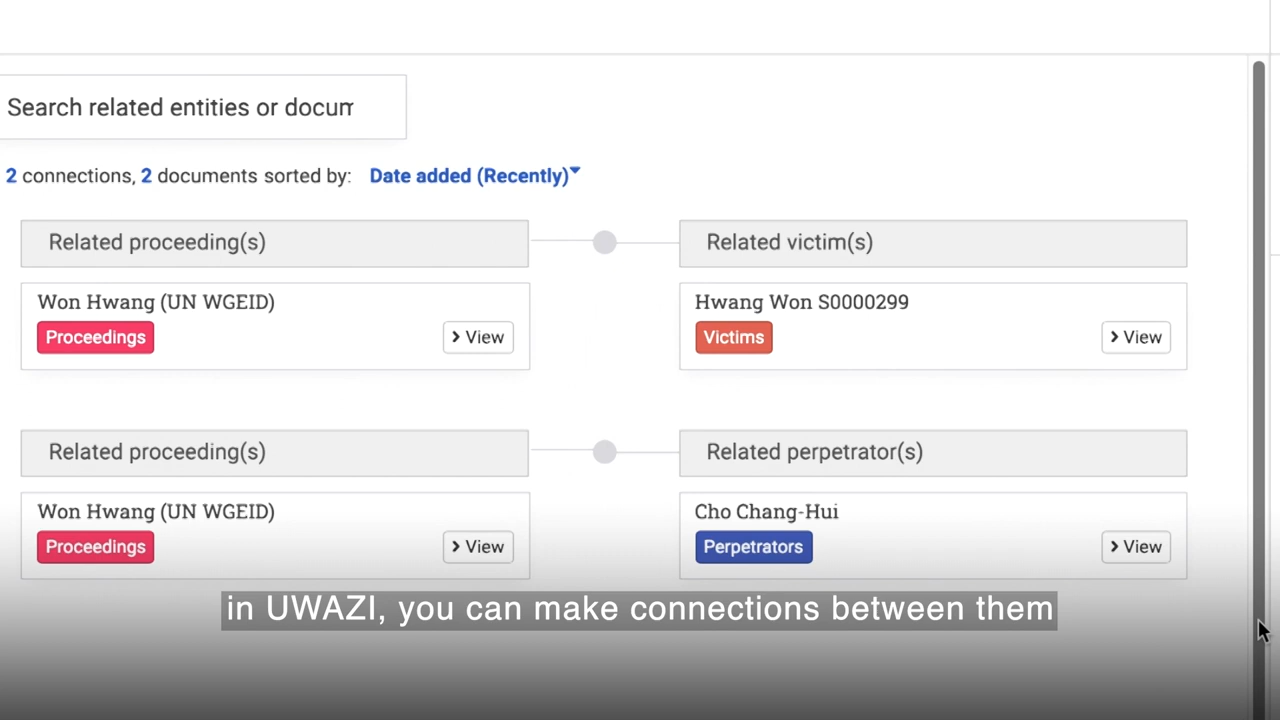 Search related entities or docum
2 connections, 2 documents sorted by: Date added (Recently)
Related proceeding(s)
Related victim(s)
Won Hwang (UN WGEID)
Proceedings
View
Hwang Won S0000299
Victims
View
Related proceeding(s)
Related perpetrator(s)
Won Hwang (UN WGEID)
Proceedings
View
Cho Chang-Hui
Perpetrators
View
in UWAZI, you can make connections between them